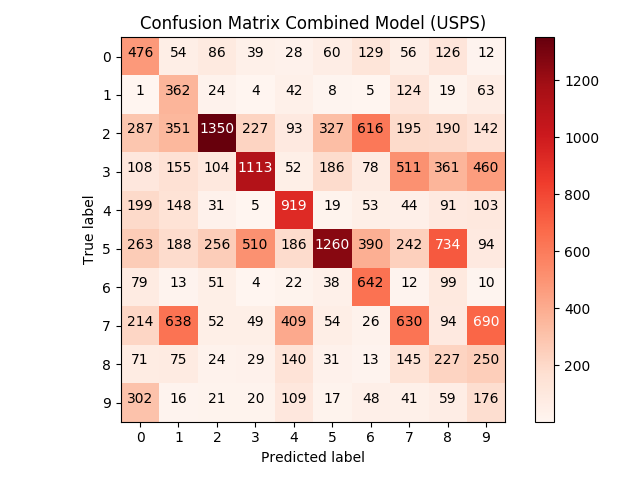 Confusion Matrix Combined Model (USPS)
True label
0 476 54 86 39 28 60 129 56 126 12
1 1 362 24 4 42 8 5 124 19 63
2 287 351 1350 227 93 327 616 195 190 142
3 108 155 104 1113 52 186 78 511 361 460
4 199 148 31 5 919 19 53 44 91 103
5 263 188 256 510 186 1260 390 242 734 94
6 79 13 51 4 22 38 642 12 99 10
7 214 638 52 49 409 54 26 630 94 690
8 71 75 24 29 140 31 13 145 227 250
9 302 16 21 20 109 17 48 41 59 176
0 1 2 3 4 5 6 7 8 9
Predicted label
1200
1000
800
600
400
200